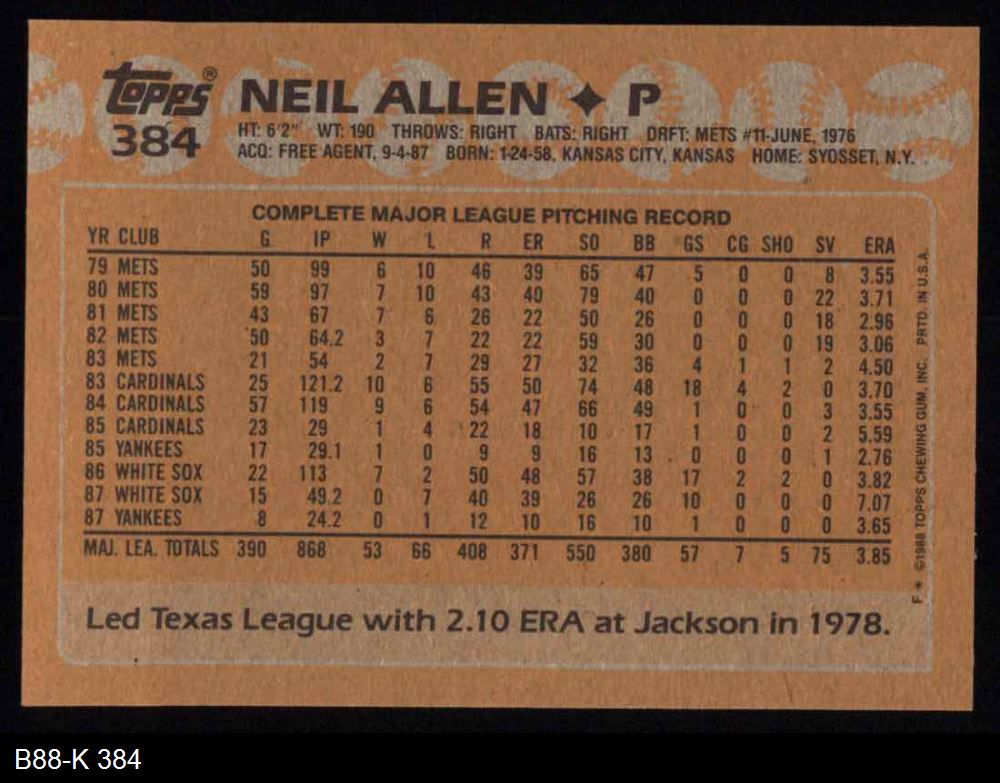 topps®
384
NEIL ALLEN ✦ P
HT: 6'2" WT: 190 THROWS: RIGHT BATS: RIGHT DRFT: METS #11-JUNE, 1976
ACQ: FREE AGENT, 9-4-87 BORN: 1-24-58, KANSAS CITY, KANSAS HOME: SYOSSET, N.Y.
COMPLETE MAJOR LEAGUE PITCHING RECORD
YR CLUB G IP W L R ER SO BB GS CG SHO SV ERA
79 METS 50 99 6 10 46 39 65 47 5 0 0 8 3.55
80 METS 59 97 7 10 43 40 79 40 0 0 0 22 3.71
81 METS 43 67 7 6 26 22 50 26 0 0 0 18 2.96
82 METS 50 64.2 3 7 22 22 59 30 0 0 0 19 3.06
83 METS 21 54 2 7 29 27 32 36 4 1 1 2 4.50
83 CARDINALS 25 121.2 10 6 55 50 74 48 18 4 2 0 3.70
84 CARDINALS 57 119 9 6 54 47 66 49 1 0 0 3 3.55
85 CARDINALS 23 29 1 4 22 18 10 17 1 0 0 2 5.59
85 YANKEES 17 29.1 1 0 9 9 16 13 0 0 0 1 2.76
86 WHITE SOX 22 113 7 2 50 48 57 38 17 2 2 0 3.82
87 WHITE SOX 15 49.2 0 7 40 39 26 26 10 0 0 0 7.07
87 YANKEES 8 24.2 0 1 12 10 16 10 1 0 0 0 3.65
MAJ. LEA. TOTALS 390 868 53 66 408 371 550 380 57 7 5 75 3.85
Led Texas League with 2.10 ERA at Jackson in 1978.
F* ©1988 TOPPS CHEWING GUM, INC. PRTD. IN U.S.A.
B88-K 384